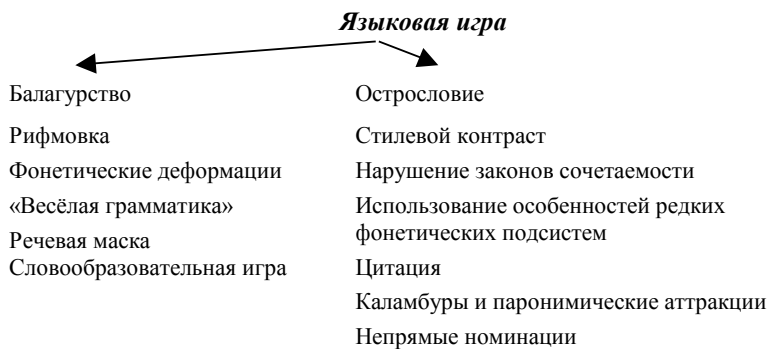 Языковая игра
Балагурство
Рифмовка
Фонетические деформации
«Весёлая грамматика»
Речевая маска
Словообразовательная игра
Острословие
Стилевой контраст
Нарушение законов сочетаемости
Использование особенностей редких
фонетических подсистем
Цитация
Каламбуры и паронимические аттракции
Непрямые номинации